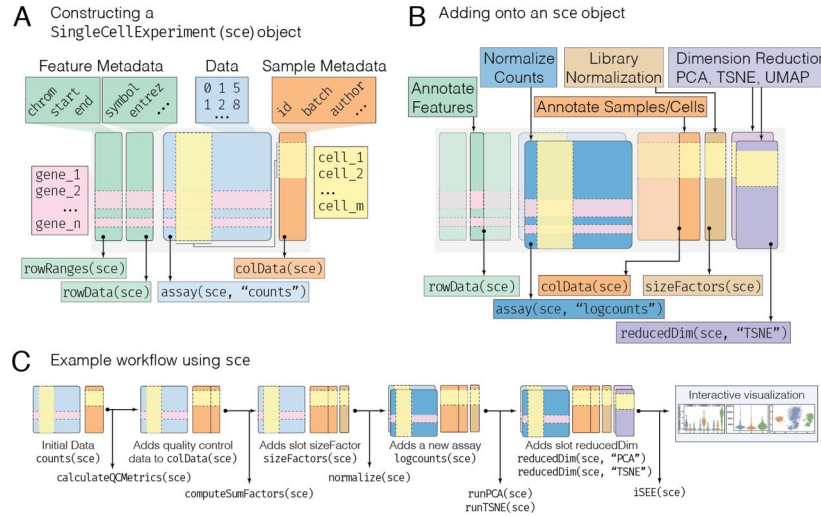 A Constructing a
SingleCellExperiment (sce) object
Feature Metadata
Data
Sample Metadata
chrom
start
end
symbol
entrez
...
0 1 5
1 2 8
...
id
batch
author
...
gene_1
gene_2
...
gene_n
cell_1
cell_2
...
cell_m
rowRanges(sce)
colData(sce)
rowData(sce)
assay(sce, “counts”)
B Adding onto an sce object
Normalize
Counts
Library
Normalization
Dimension Reduction
PCA, TSNE, UMAP
Annotate
Features
Annotate Samples/Cells
rowData(sce)
colData(sce)
sizeFactors(sce)
assay(sce, “logcounts”)
reducedDim(sce, “TSNE”)
C Example workflow using sce
Interactive visualization
Initial Data
counts(sce)
Adds quality control
data to colData(sce)
Adds slot sizeFactor
sizeFactors(sce)
Adds a new assay
logcounts(sce)
Adds slot reducedDim
reducedDim(sce, “PCA”)
reducedDim(sce, “TSNE”)
calculateQCMetrics(sce)
computeSumFactors(sce)
normalize(sce)
runPCA(sce)
runTSNE(sce)
iSEE(sce)